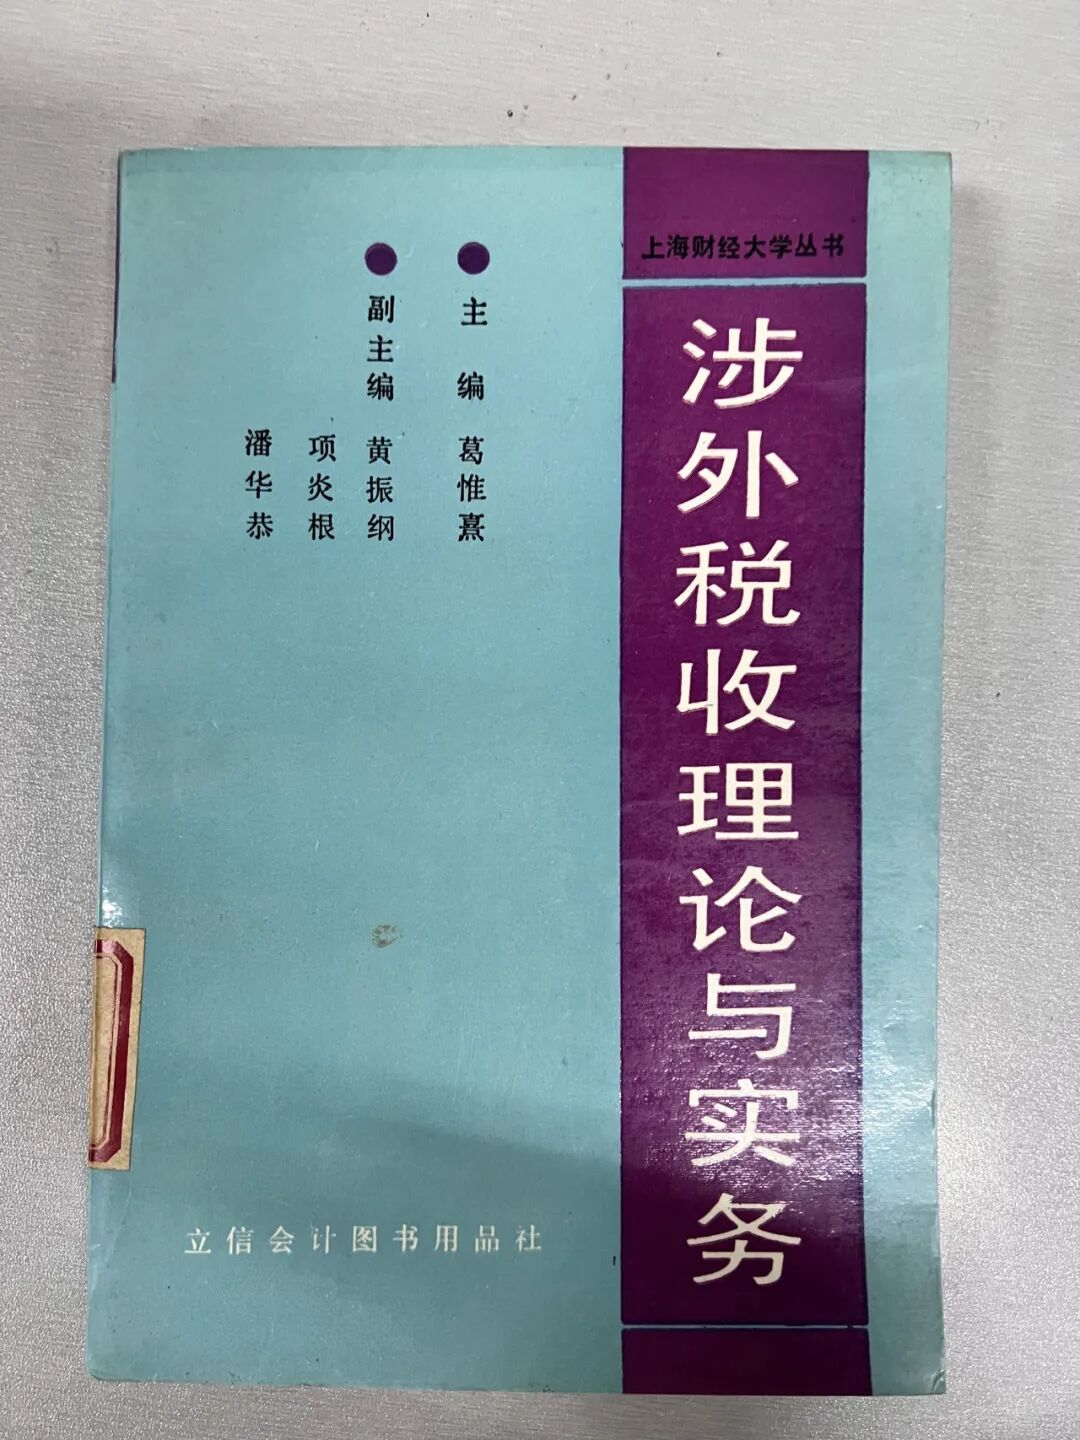 上海财经大学丛书
涉外税收理论与实务
主编 葛惟熹
副主编 黄振纲
项炎根
潘华恭
立信会计图书用品社